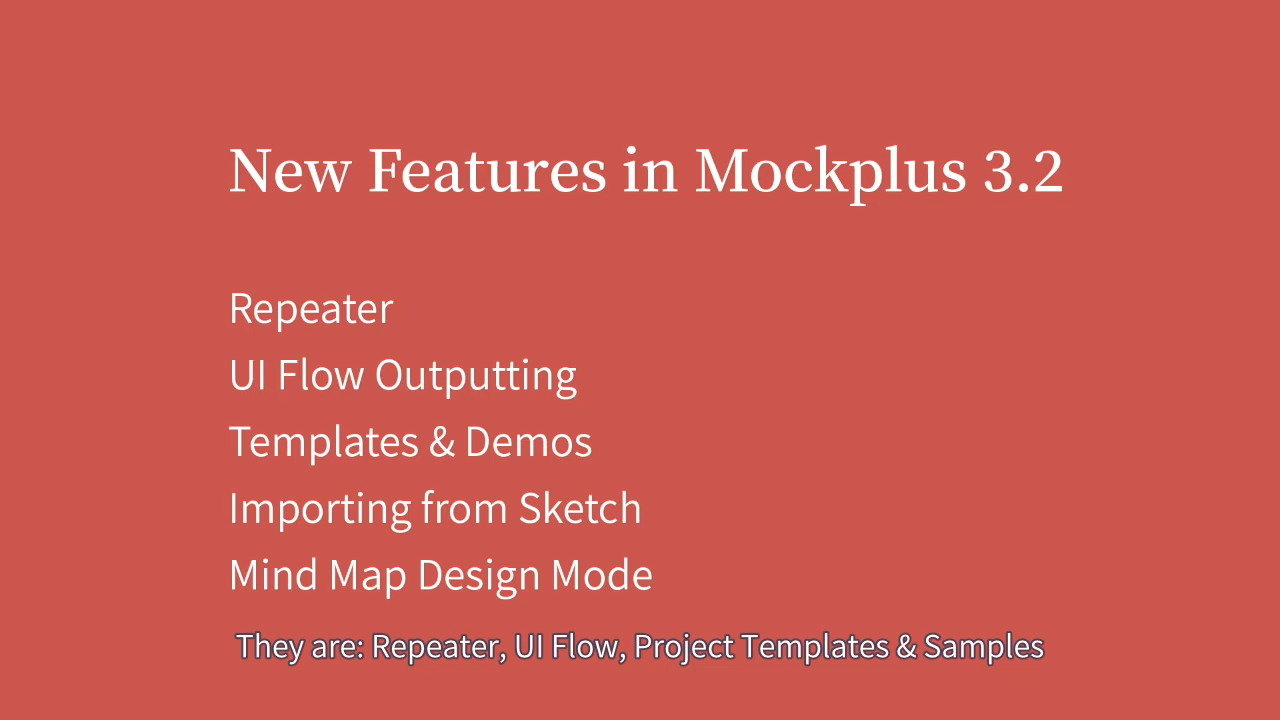 New Features in Mockplus 3.2
Repeater
UI Flow Outputting
Templates & Demos
Importing from Sketch
Mind Map Design Mode
They are: Repeater, UI Flow, Project Templates & Samples